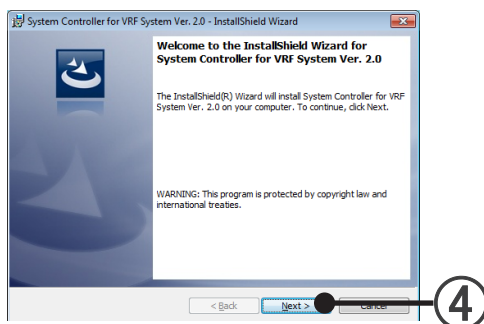 System Controller for VRF System Ver. 2.0 - InstallShield Wizard
Welcome to the InstallShield Wizard for
System Controller for VRF System Ver. 2.0
The InstallShield(R) Wizard will install System Controller for VRF
System Ver. 2.0 on your computer. To continue, click Next.
WARNING: This program is protected by copyright law and
international treaties.
< Back Next > Cancel
4